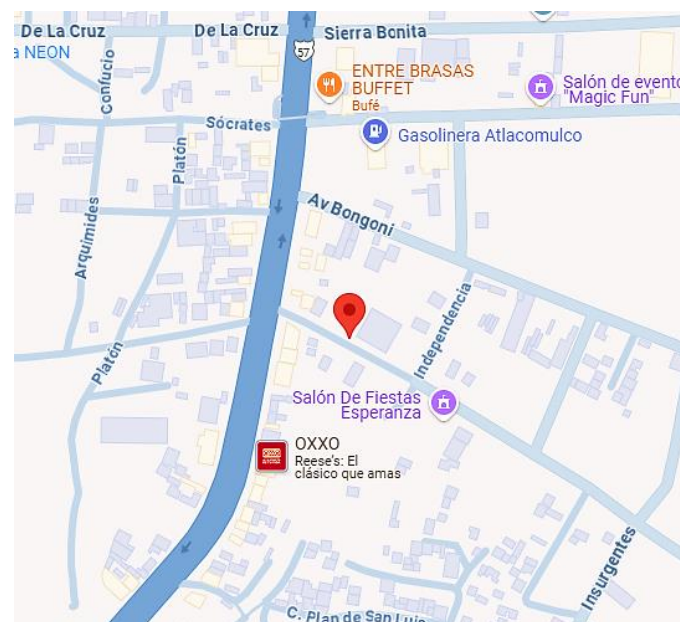 De La Cruz
De La Cruz
Sierra Bonita
a NEON
57
Confucio
ENTRE BRASAS
BUFFET
Bufé
Salón de evento
"Magic Fun"
Sócrates
Gasolinera Atlacomulco
Platón
Av Bongoni
Arquimides
Independencia
Platón
Salón De Fiestas
Esperanza
OXXO
Reese's: El
clásico que amas
Insurgentes
C. Plan de San Luis